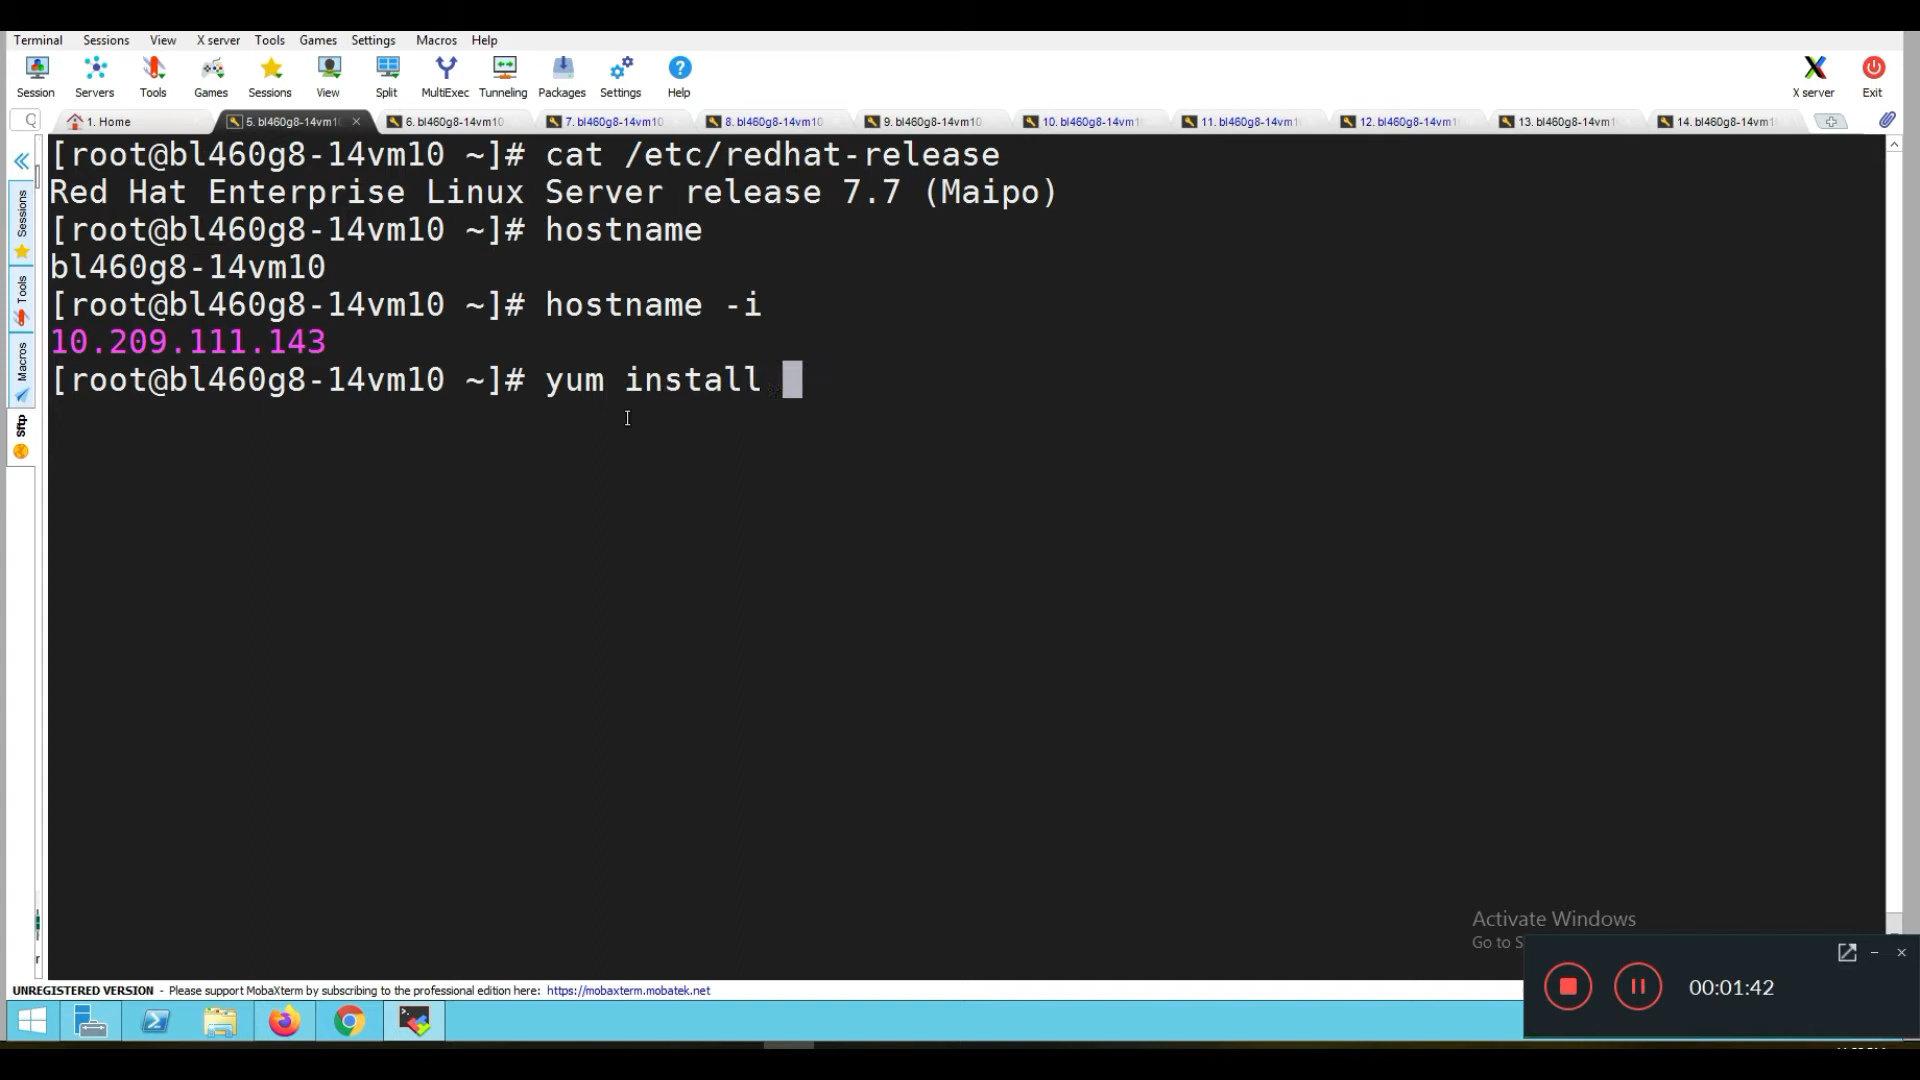 Terminal Sessions View X server Tools Games Settings Macros Help
Session Servers Tools Games Sessions View Split MultiExec Tunneling Packages Settings Help X server Exit
1. Home 5. bl460g8-14vm1 6. bl460g8-14vm10 7. bl460g8-14vm10 8. bl460g8-14vm10 9. bl460g8-14vm10 10. bl460g8-14vm1 11. bl460g8-14vm1 12. bl460g8-14vm1 13. bl460g8-14vm1 14. bl460g8-14vm1
Sessions
Tools
Macros
Sftp
[root@bl460g8-14vm10 ~]# cat /etc/redhat-release
Red Hat Enterprise Linux Server release 7.7 (Maipo)
[root@bl460g8-14vm10 ~]# hostname
bl460g8-14vm10
[root@bl460g8-14vm10 ~]# hostname -i
10.209.111.143
[root@bl460g8-14vm10 ~]# yum install
Activate Windows
Go to S
00:01:42
UNREGISTERED VERSION - Please support MobaXterm by subscribing to the professional edition here: https://mobaxterm.mobatek.net